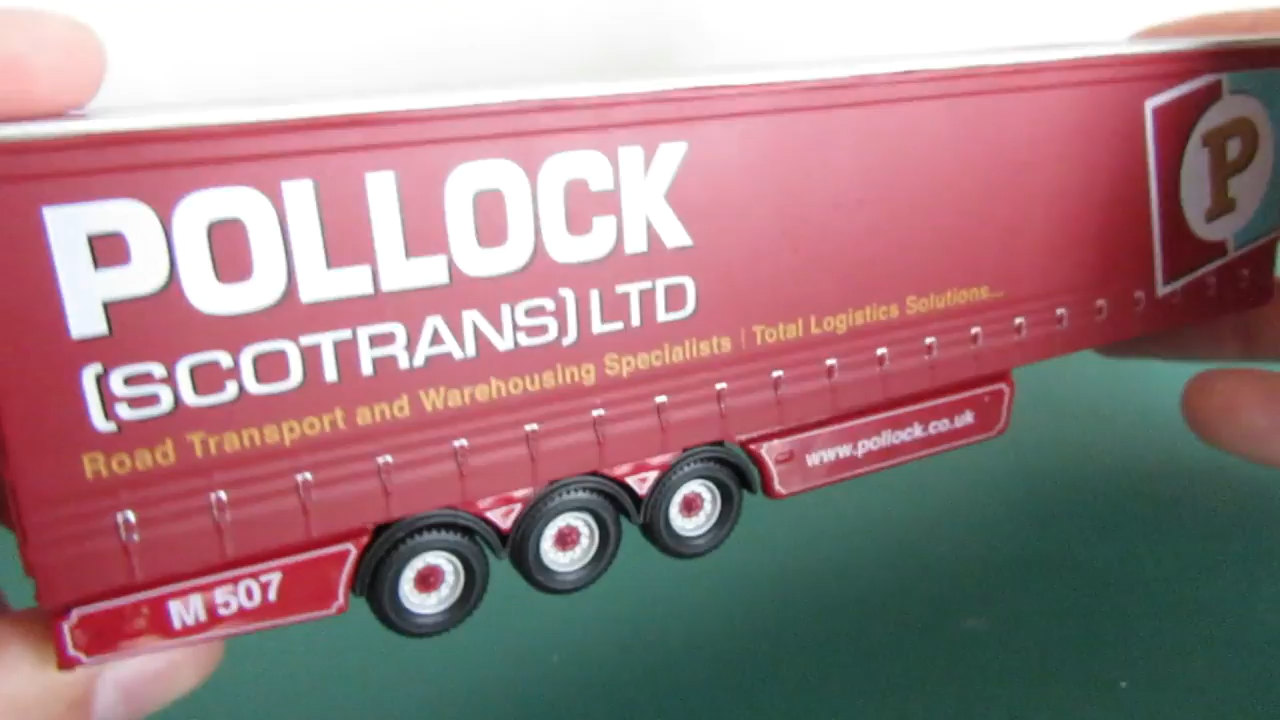 POLLOCK
(SCOTRANS) LTD
Road Transport and Warehousing Specialists | Total Logistics Solutions...
P
www.pollock.co.uk
M 507